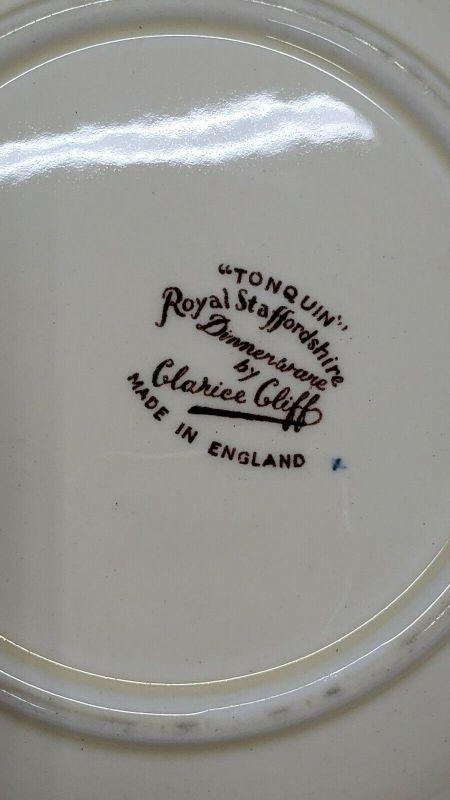 "TONQUIN"
Royal Staffordshire
Dinnerware
by
Clarice Cliff
MADE IN ENGLAND